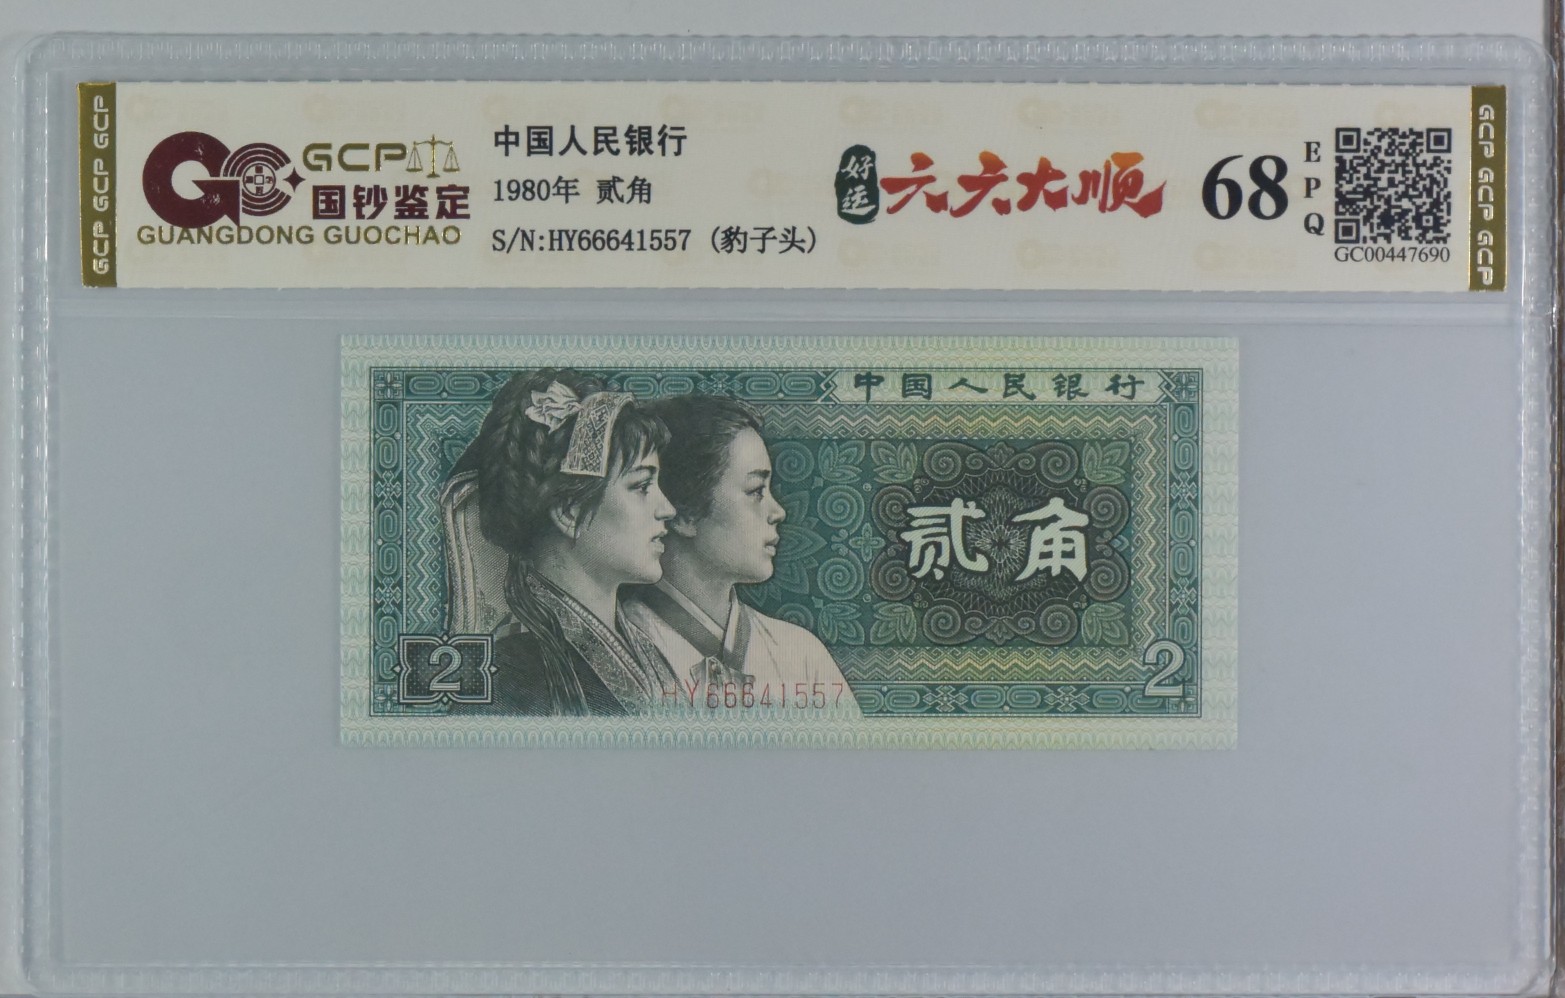 GCP
国钞鉴定
GUANGDONG GUOCHAO
中国人民银行
1980年 贰角
S/N:HY66641557 (豹子头)
好运
六六大顺
68
EPQ
GC00447690
GCP GCP GCP
GCP GCP GCP
中国人民银行
贰角
2
2
HY66641557